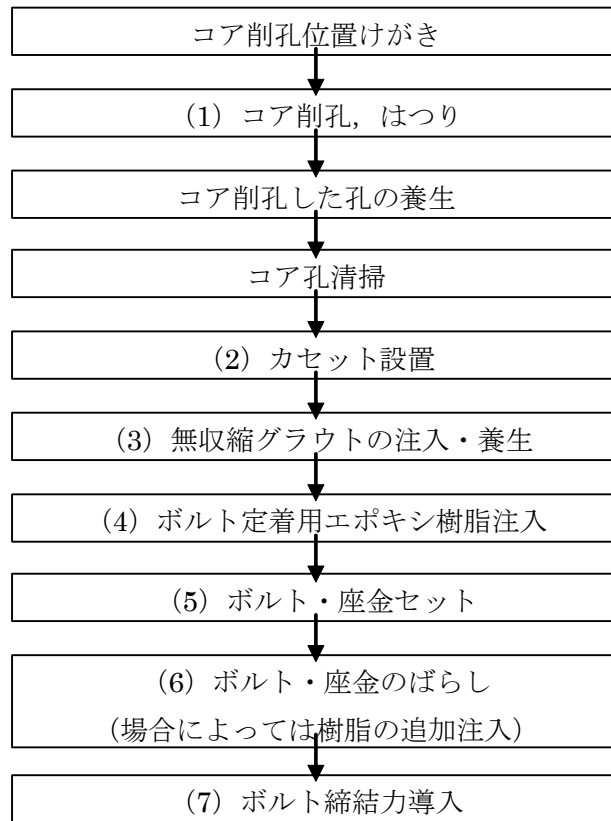 コア削孔位置けがき
（1）コア削孔，はつり
コア削孔した孔の養生
コア孔清掃
（2）カセット設置
（3）無収縮グラウトの注入・養生
（4）ボルト定着用エポキシ樹脂注入
（5）ボルト・座金セット
（6）ボルト・座金のばらし
（場合によっては樹脂の追加注入）
（7）ボルト締結力導入